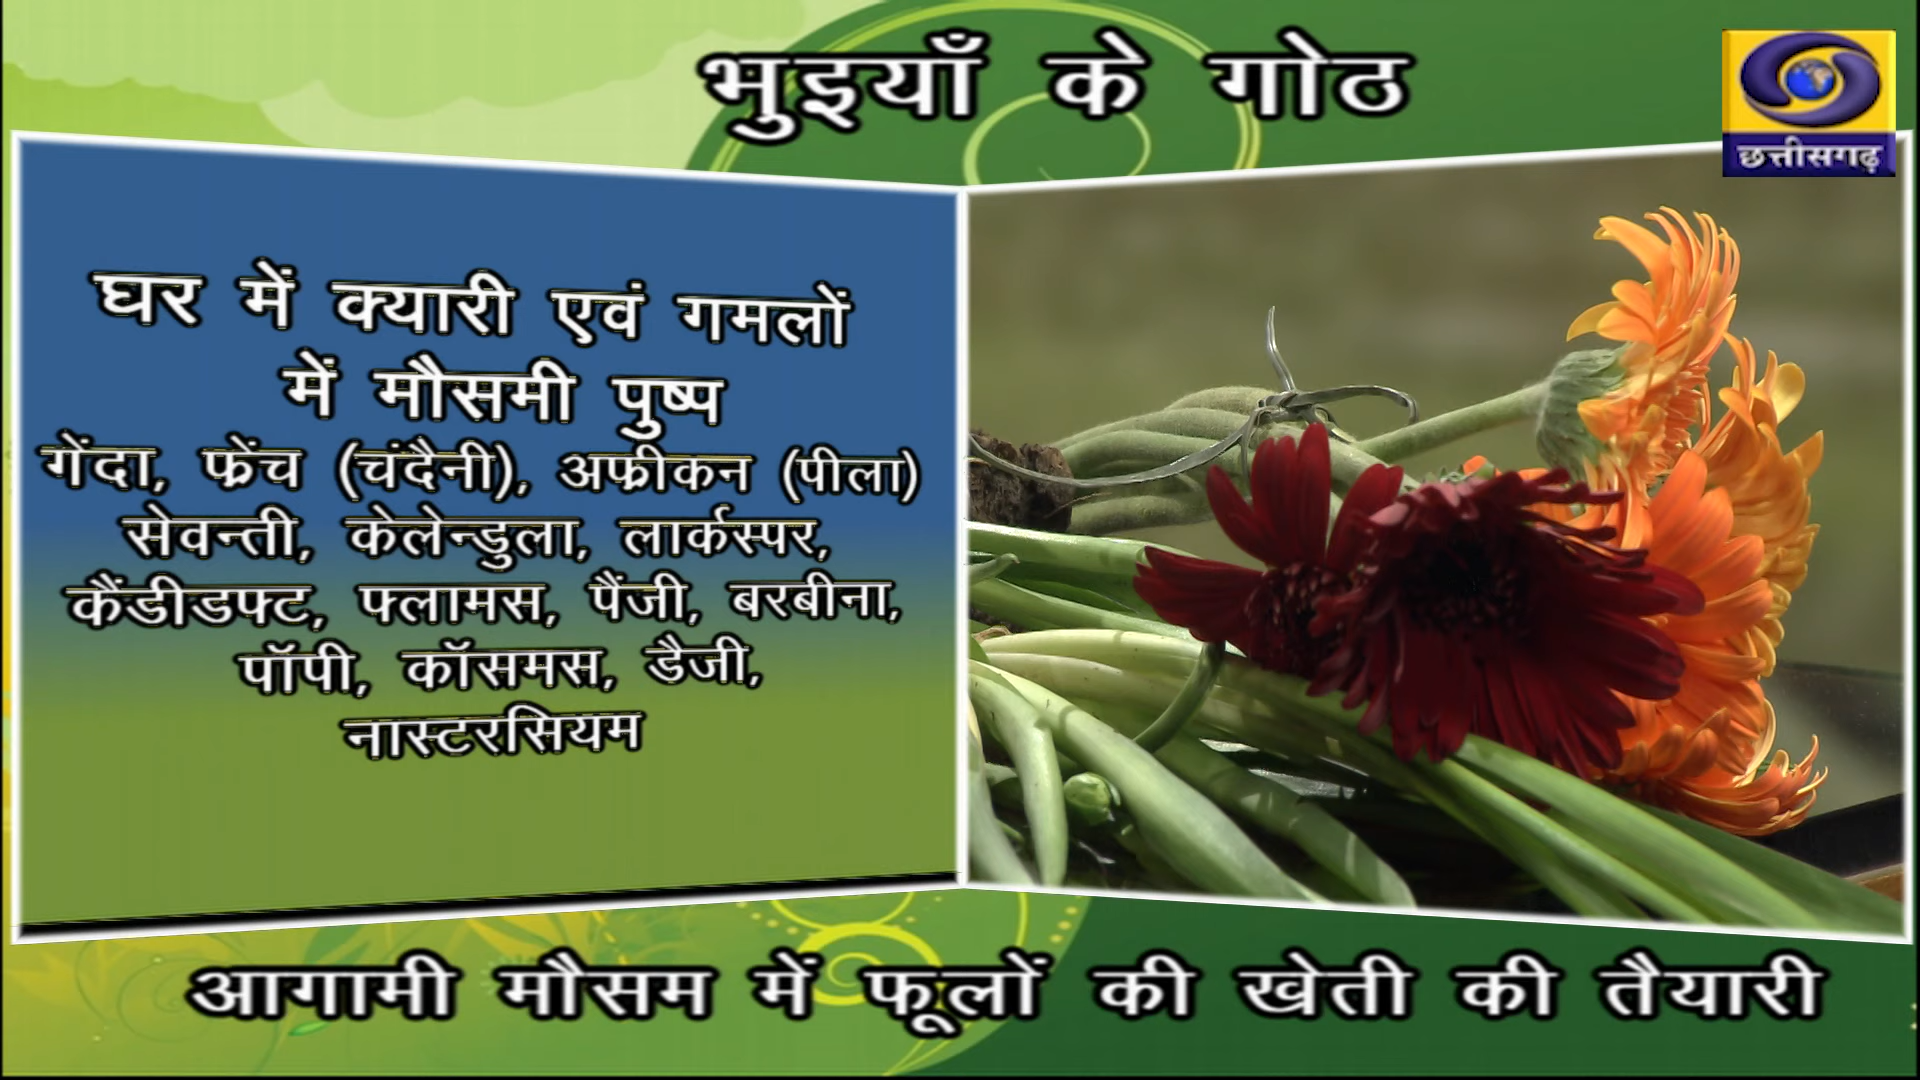 भुइयाँ के गोठ
छत्तीसगढ़
घर में क्यारी एवं गमलों
में मौसमी पुष्प
गेंदा, फ्रेंच (चंदैनी), अफ्रीकन (पीला)
सेवन्ती, केलेन्डुला, लार्कस्पर,
कैंडीडफ्ट, फ्लामस, पैंजी, बरबीना,
पॉपी, कॉसमस, डैजी,
नास्टरसियम
आगामी मौसम में फूलों की खेती की तैयारी